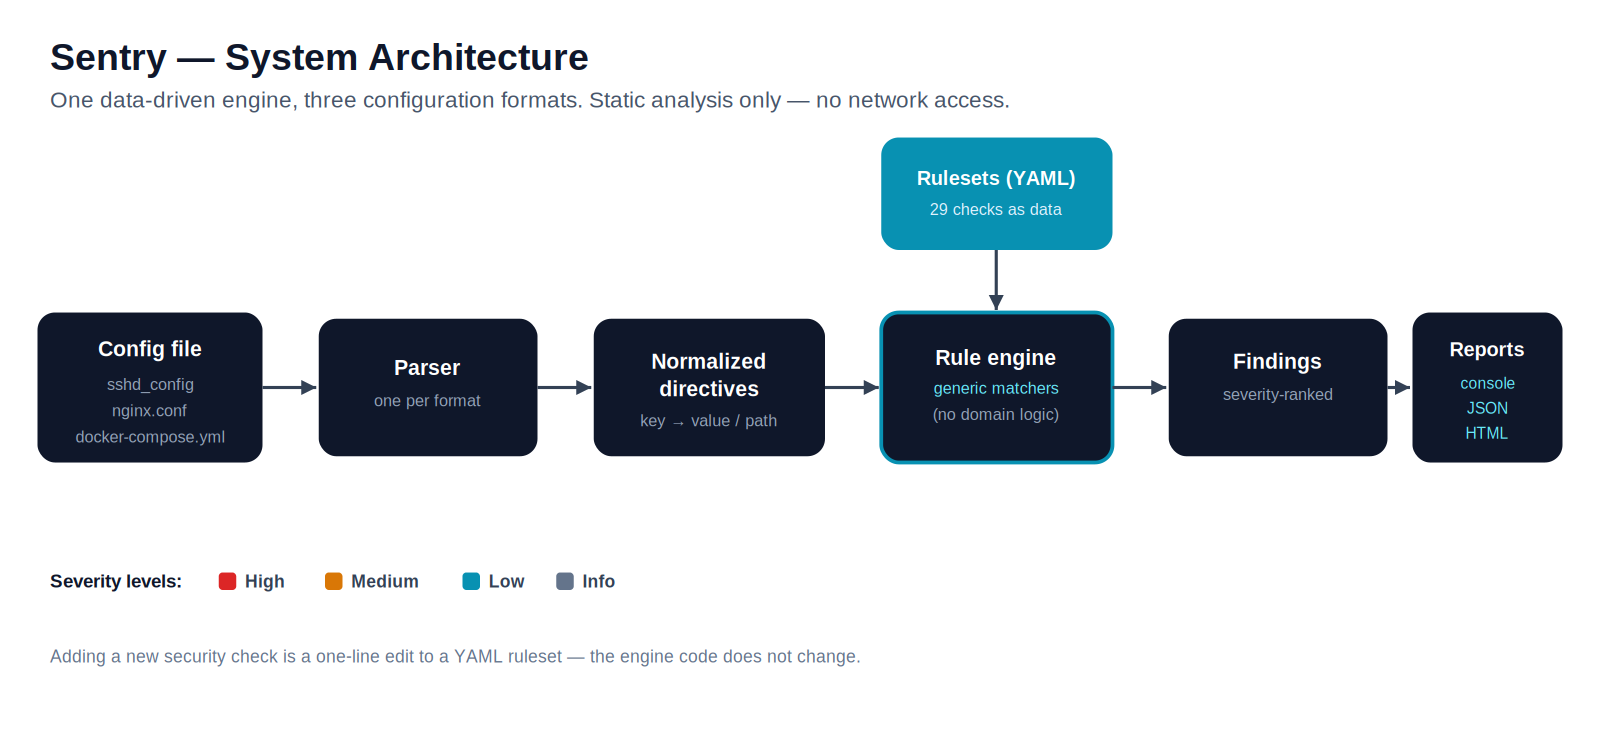 Sentry — System Architecture
One data-driven engine, three configuration formats. Static analysis only — no network access.
Rulesets (YAML)
29 checks as data
Config file
sshd_config
nginx.conf
docker-compose.yml
Parser
one per format
Normalized
directives
key → value / path
Rule engine
generic matchers
(no domain logic)
Findings
severity-ranked
Reports
console
JSON
HTML
Severity levels: High Medium Low Info
Adding a new security check is a one-line edit to a YAML ruleset — the engine code does not change.